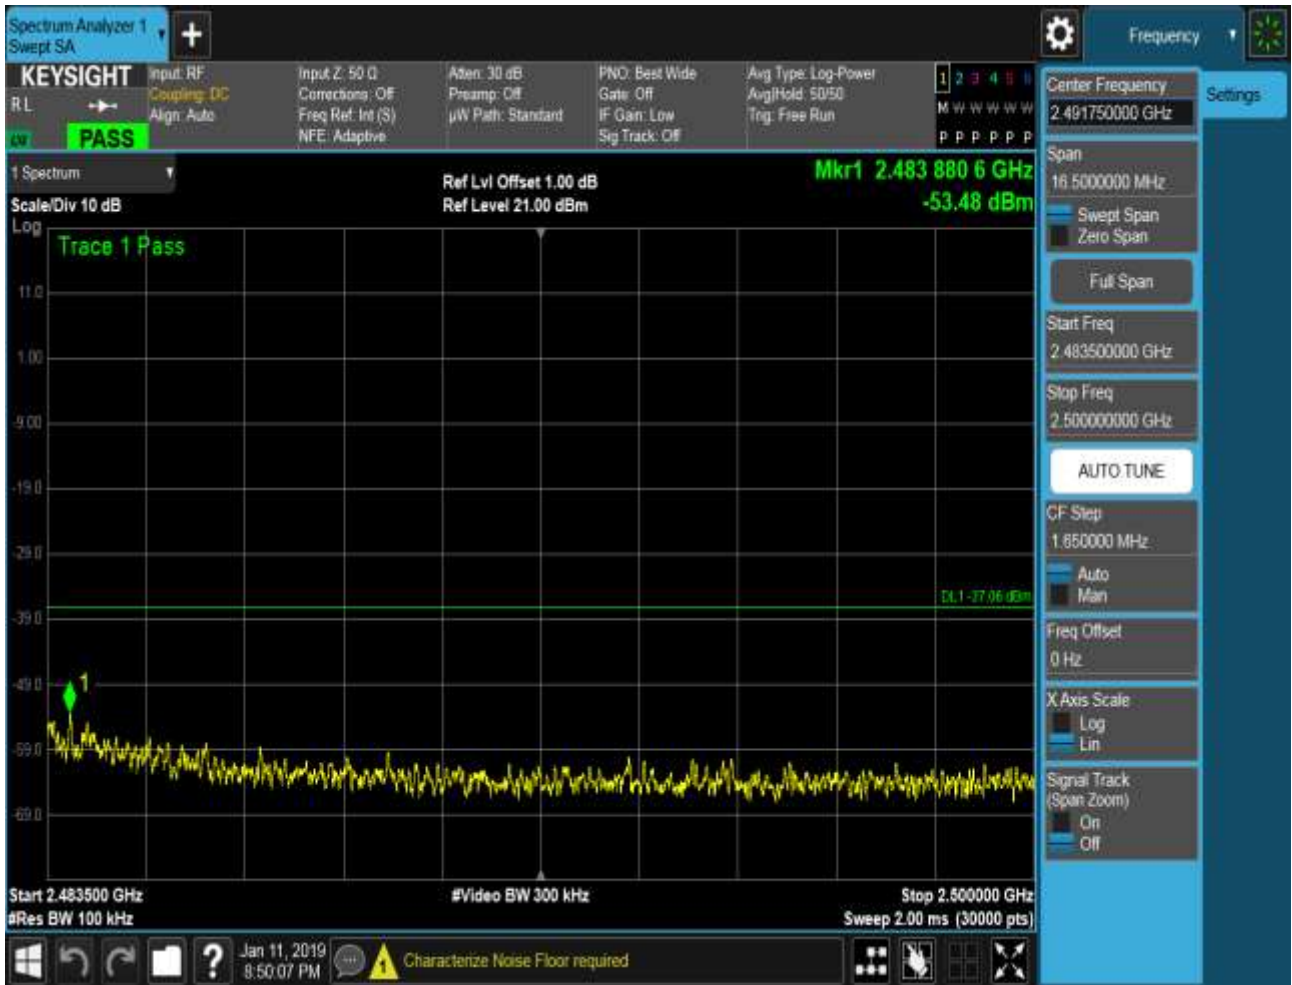 Spectrum Analyzer 1
Swept SA
+
Frequency
KEYSIGHT
RL
PASS
Input: RF
Coupling: DC
Align: Auto
Input Z: 50 Ω
Corrections: Off
Freq Ref: Int (S)
NFE: Adaptive
Atten: 30 dB
Preamp: Off
µW Path: Standard
PNO: Best Wide
Gate: Off
IF Gain: Low
Sig Track: Off
Avg Type: Log-Power
Avg|Hold: 50/50
Trig: Free Run
1 2 3 4 5 6
M W W W W W
P P P P P P
1 Spectrum
Scale/Div 10 dB
Ref Lvl Offset 1.00 dB
Ref Level 21.00 dBm
Mkr1 2.483 880 6 GHz
-53.48 dBm
Log
Trace 1 Pass
11.0
1.00
-9.00
-19.0
-29.0
DL1 -37.06 dBm
-39.0
-49.0
1
-59.0
-69.0
Start 2.483500 GHz
#Video BW 300 kHz
Stop 2.500000 GHz
#Res BW 100 kHz
Sweep 2.00 ms (30000 pts)
Center Frequency
2.491750000 GHz
Settings
Span
16.5000000 MHz
Swept Span
Zero Span
Full Span
Start Freq
2.483500000 GHz
Stop Freq
2.500000000 GHz
AUTO TUNE
CF Step
1.650000 MHz
Auto
Man
Freq Offset
0 Hz
X Axis Scale
Log
Lin
Signal Track
(Span Zoom)
On
Off
?
Jan 11, 2019
8:50:07 PM
1
Characterize Noise Floor required